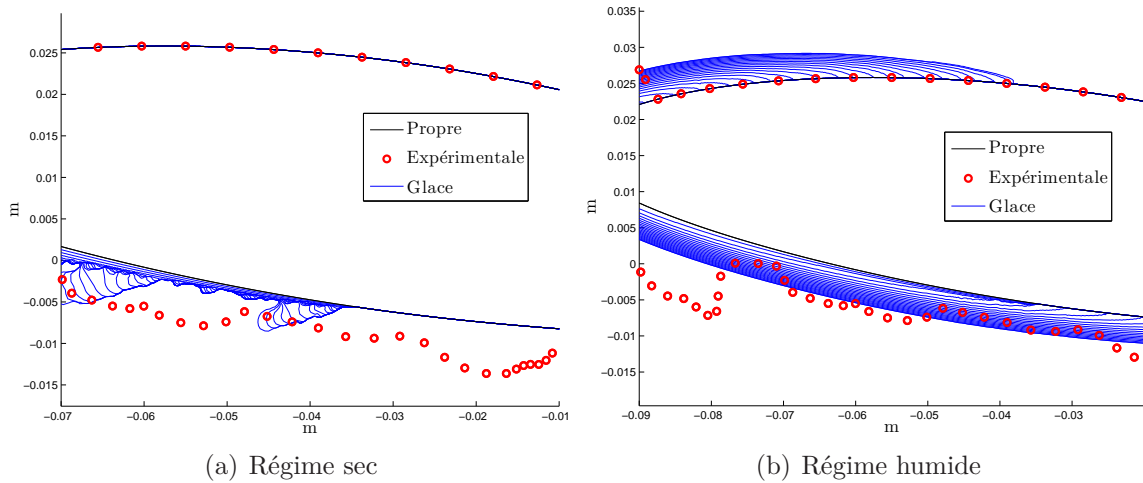 0.025
0.02
0.015
0.01
0.005
0
−0.005
−0.01
−0.015
m
−0.07
−0.06
−0.05
−0.04
−0.03
−0.02
−0.01
m
Propre
Expérimentale
Glace
(a) Régime sec
0.035
0.03
0.025
0.02
0.015
0.01
0.005
0
−0.005
−0.01
−0.015
m
−0.09
−0.08
−0.07
−0.06
−0.05
−0.04
−0.03
m
Propre
Expérimentale
Glace
(b) Régime humide